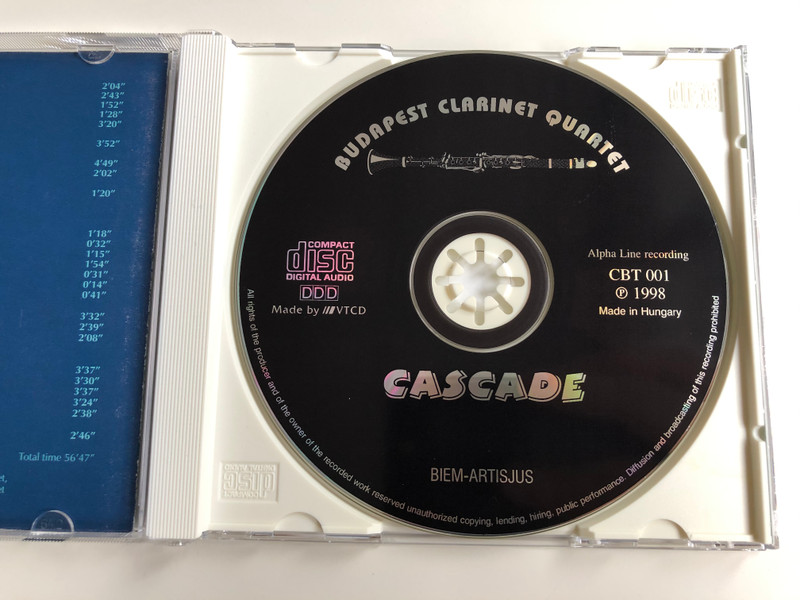 2'04"
2'43"
1'52"
1'28"
3'20"
3'52"
4'49"
2'02"
1'20"
1'18"
0'32"
1'15"
1'54"
0'31"
0'14"
0'41"
3'32"
2'39"
2'08"
3'37"
3'30"
3'37"
3'24"
2'38"
2'46"
Total time 56'47"
BUDAPEST CLARINET QUARTET
COMPACT
disc
DIGITAL AUDIO
DDD
Made by VTCD
Alpha Line recording
CBT 001
℗ 1998
Made in Hungary
CASCADE
BIEM-ARTISJUS
All rights of the producer and of the owner of the recorded work reserved unauthorized copying, lending, hiring, public performance. Diffusion and broadcasting of this recording prohibited
disc